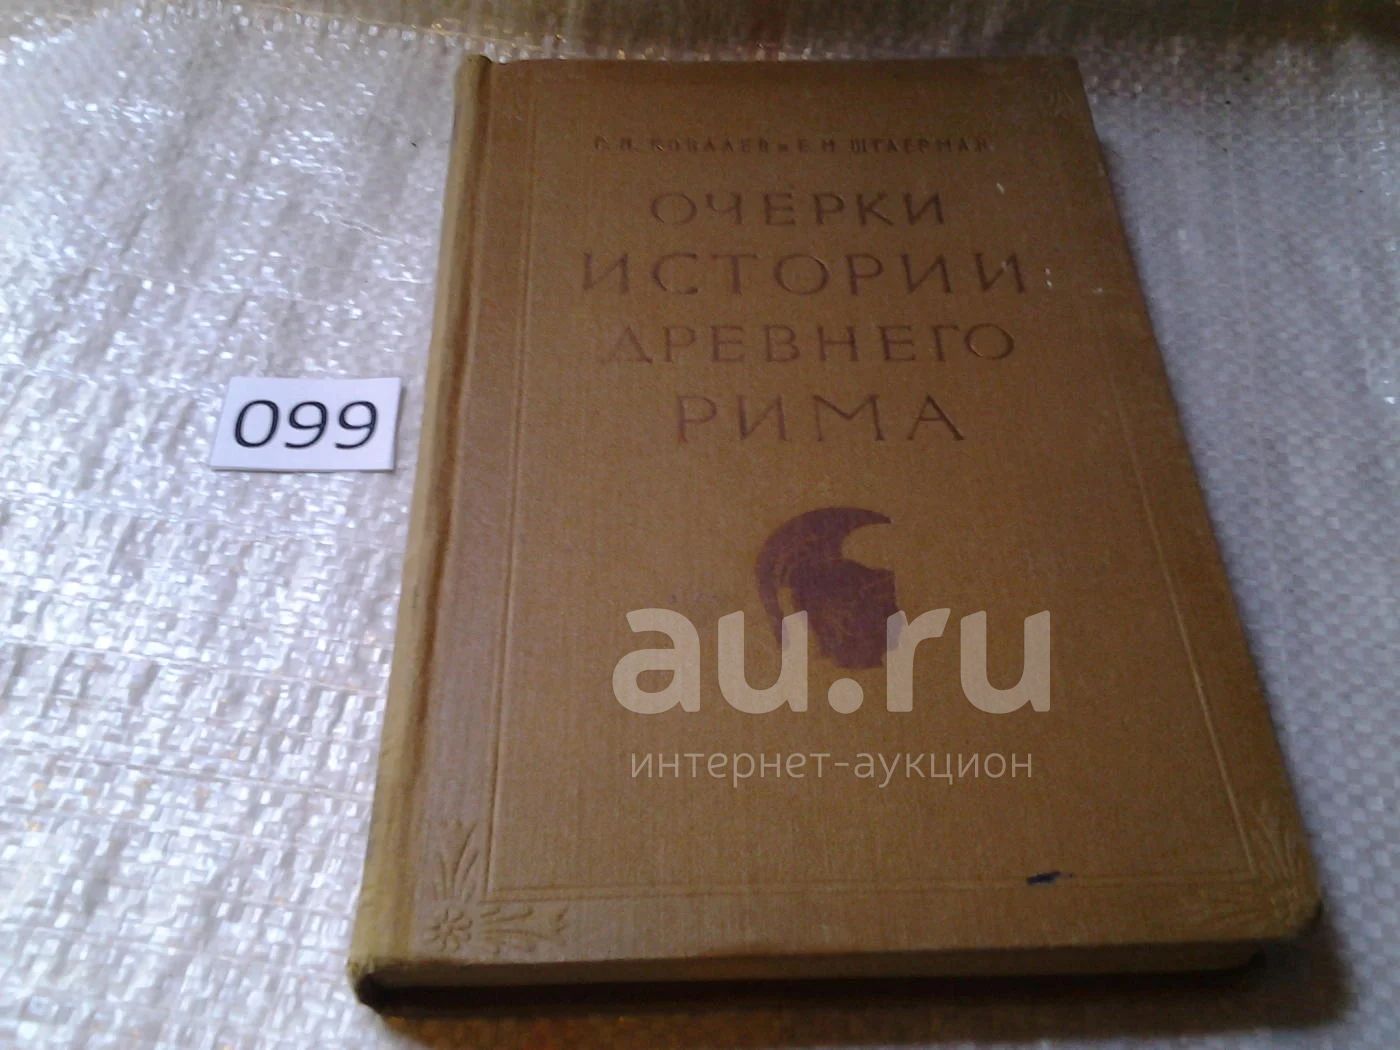 С. И. КОВАЛЕВ и Е. М. ШТАЕРМАН
ОЧЕРКИ
ИСТОРИИ
ДРЕВНЕГО
РИМА
099
au.ru
интернет-аукцион